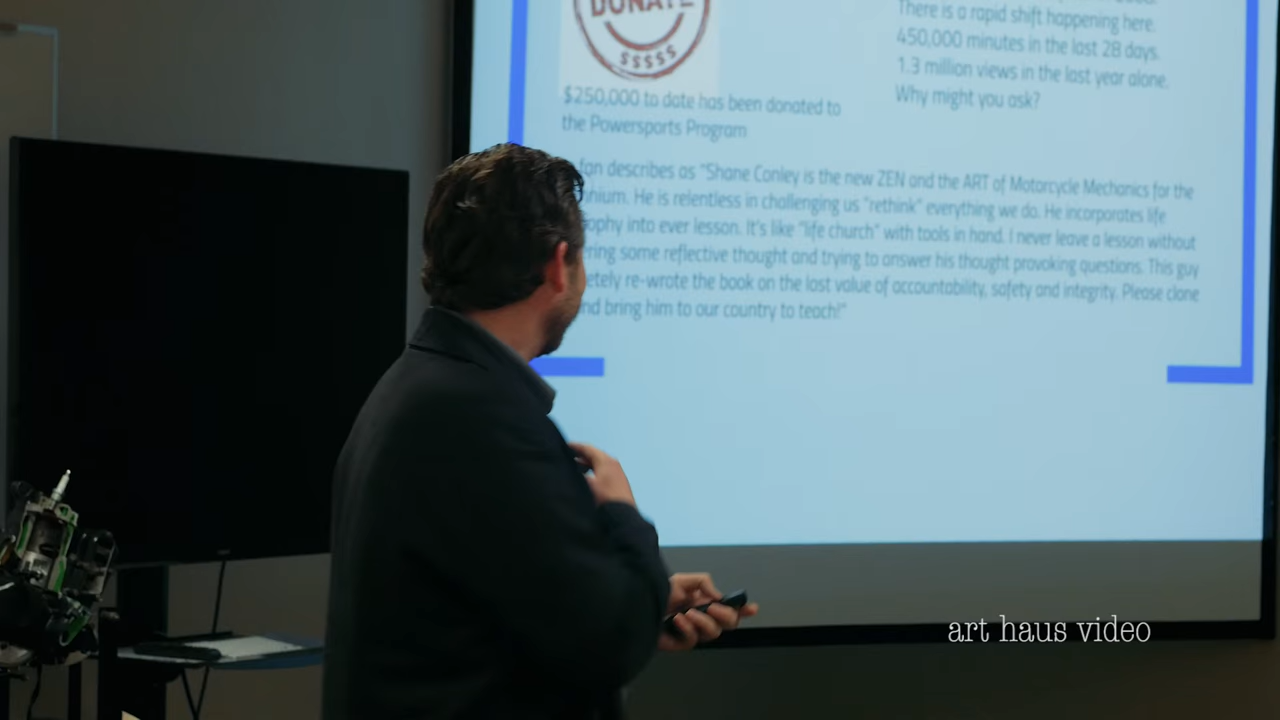 DONATE
$$$$$
$250,000 to date has been donated to
the Powersports Program
There is a rapid shift happening here.
450,000 minutes in the last 28 days.
1.3 million views in the last year alone.
Why might you ask?
fan describes as "Shane Conley is the new ZEN and the ART of Motorcycle Mechanics for the
nium. He is relentless in challenging us "rethink" everything we do. He incorporates life
ophy into ever lesson. It's like "life church" with tools in hand. I never leave a lesson without
ring some reflective thought and trying to answer his thought provoking questions. This guy
etely re-wrote the book on the lost value of accountability, safety and integrity. Please clone
nd bring him to our country to teach!"
art haus video